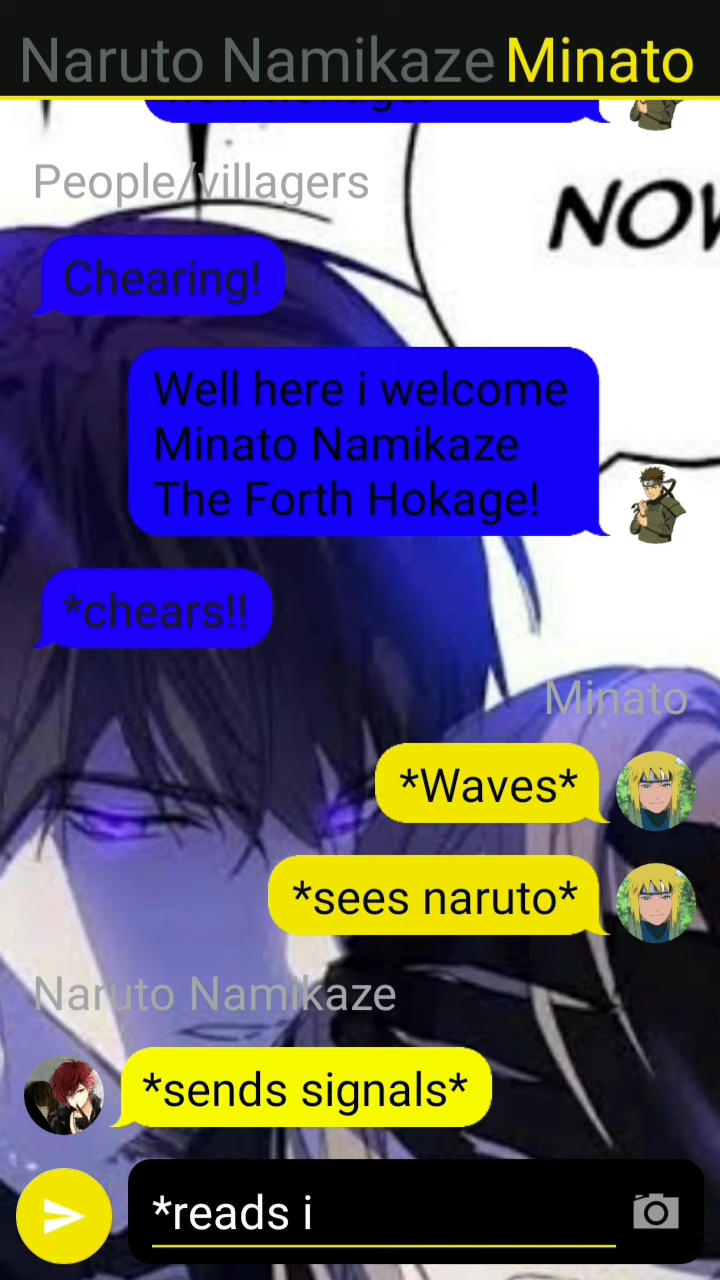 Naruto Namikaze Minato
People/villagers
Chearing!
Well here i welcome
Minato Namikaze
The Forth Hokage!
*chears!!
Minato
*Waves*
*sees naruto*
Naruto Namikaze
*sends signals*
*reads i